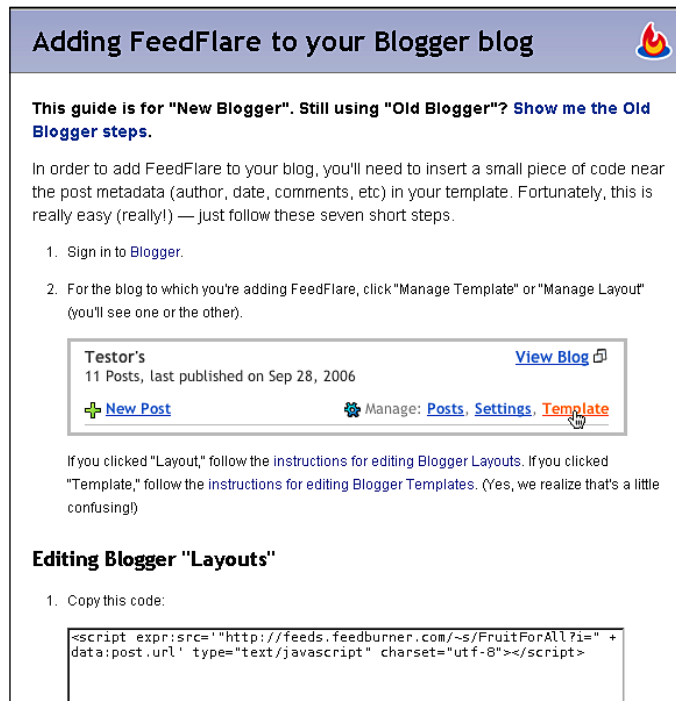 Adding FeedFlare to your Blogger blog
This guide is for "New Blogger". Still using "Old Blogger"? Show me the Old
Blogger steps.
In order to add FeedFlare to your blog, you'll need to insert a small piece of code near
the post metadata (author, date, comments, etc) in your template. Fortunately, this is
really easy (really!) — just follow these seven short steps.
1. Sign in to Blogger.
2. For the blog to which you're adding FeedFlare, click "Manage Template" or "Manage Layout"
(you'll see one or the other).
Testor's View Blog
11 Posts, last published on Sep 28, 2006
New Post Manage: Posts, Settings, Template
If you clicked "Layout," follow the instructions for editing Blogger Layouts. If you clicked
"Template," follow the instructions for editing Blogger Templates. (Yes, we realize that's a little
confusing!)
Editing Blogger "Layouts"
1. Copy this code:
<script expr:src='"http://feeds.feedburner.com/~s/FruitForAll?i=" +
data:post.url' type="text/javascript" charset="utf-8"></script>